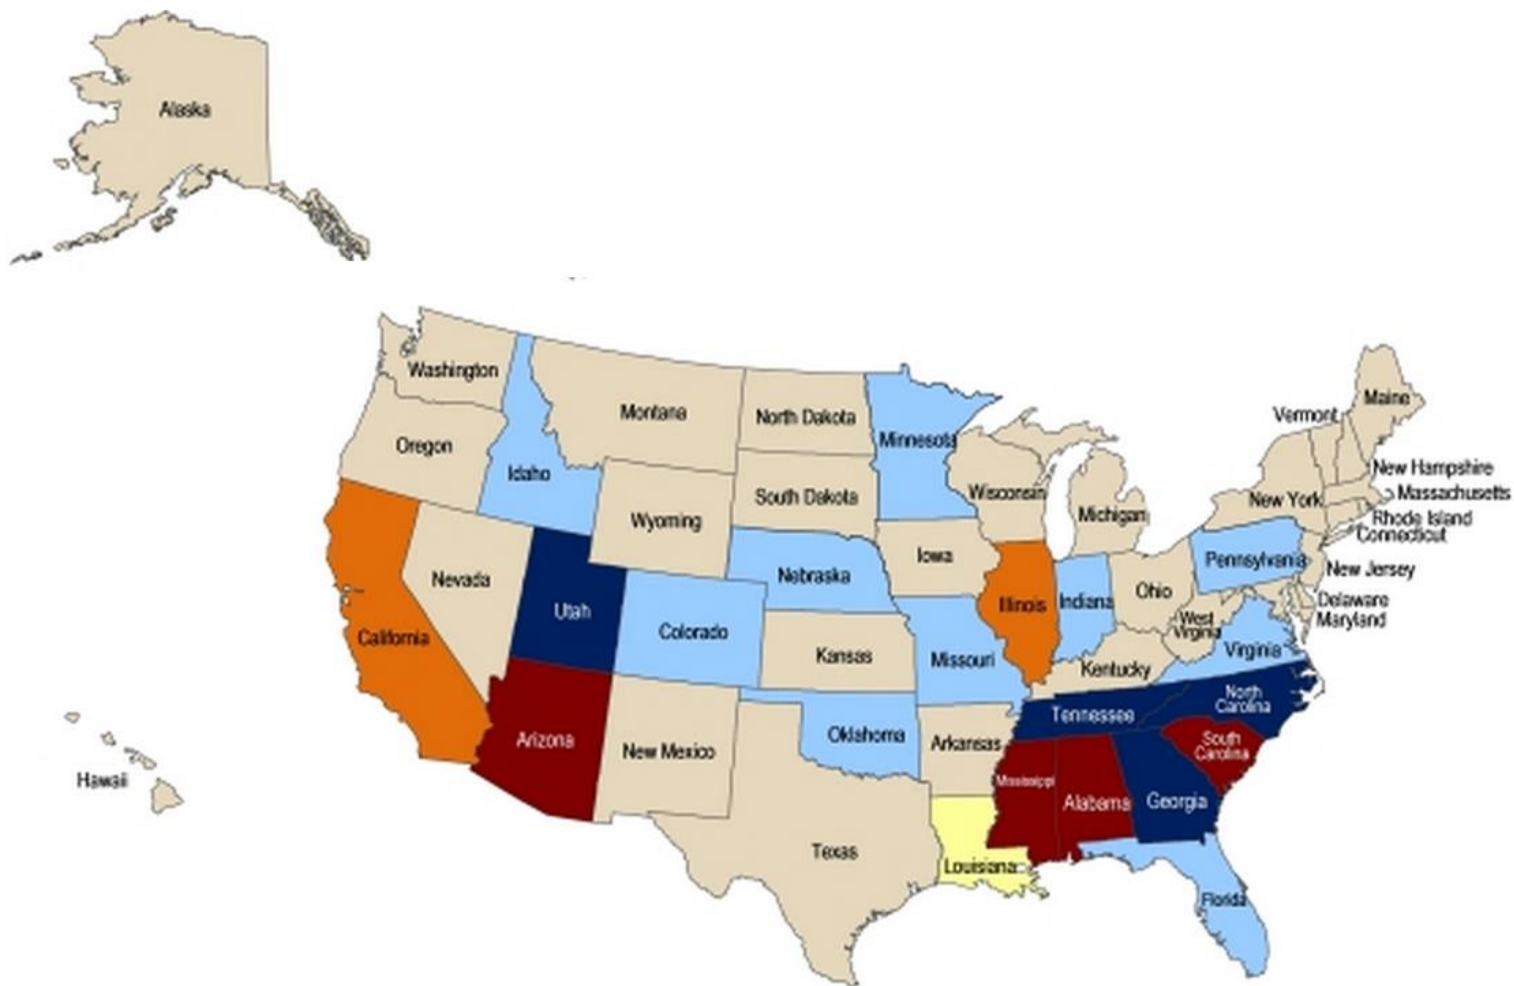 Alaska
Washington
Montana
North Dakota
Minnesota
Maine
Vermont
Oregon
Idaho
South Dakota
Wisconsin
Michigan
New York
New Hampshire
Massachusetts
Rhode Island
Connecticut
Wyoming
Iowa
Nebraska
Nevada
Utah
Colorado
Kansas
Missouri
Illinois
Indiana
Ohio
Pennsylvania
New Jersey
Delaware
Maryland
West
Virginia
Virginia
Kentucky
California
Arizona
New Mexico
Oklahoma
Arkansas
Tennessee
North
Carolina
South
Carolina
Mississippi
Alabama
Georgia
Hawaii
Texas
Louisiana
Florida